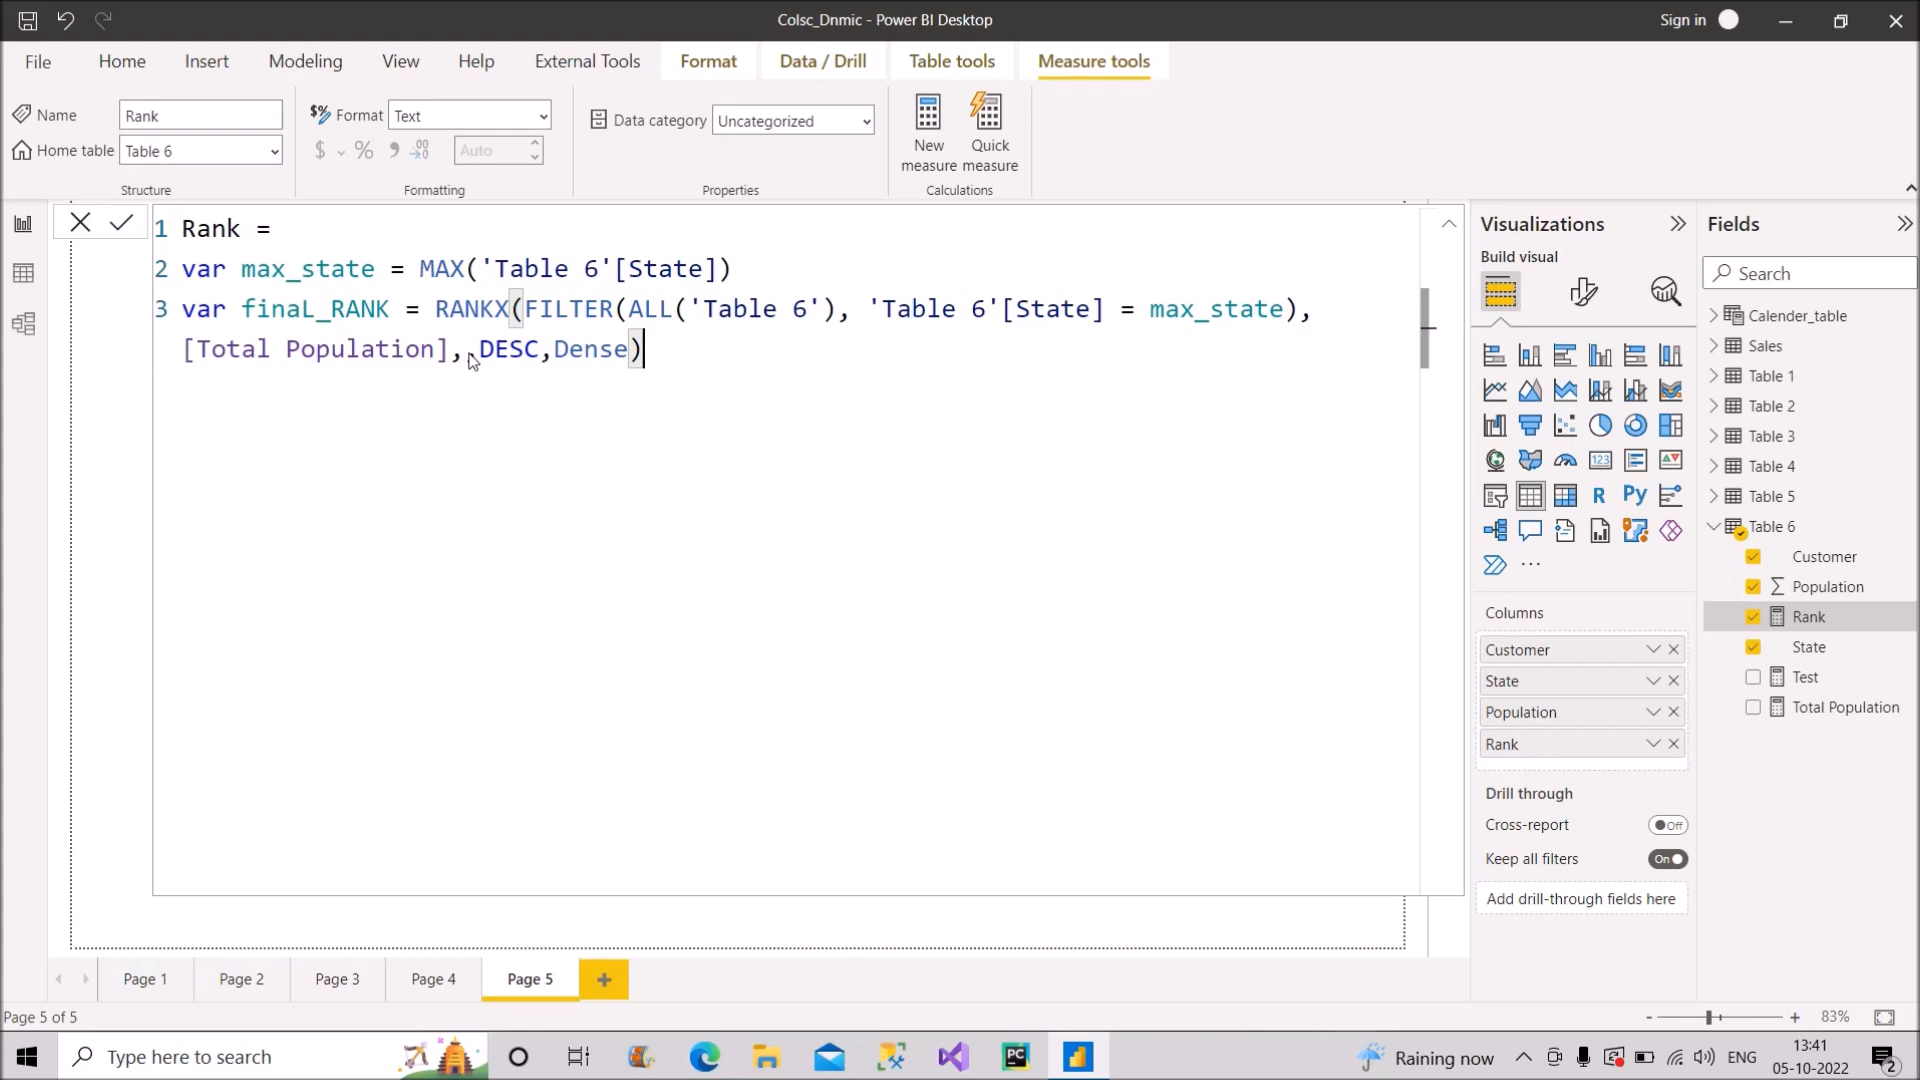 Colsc_Dnmic - Power BI Desktop
Sign in
File
Home
Insert
Modeling
View
Help
External Tools
Format
Data / Drill
Table tools
Measure tools
Name
Rank
Format
Text
Data category
Uncategorized
New measure
Quick measure
Home table
Table 6
$
%
Auto
Structure
Formatting
Properties
Calculations
1 Rank =
2 var max_state = MAX('Table 6'[State])
3 var finaL_RANK = RANKX(FILTER(ALL('Table 6'), 'Table 6'[State] = max_state),
[Total Population], ,DESC,Dense)
Visualizations
Build visual
123
R
Py
Columns
Customer
State
Population
Rank
Drill through
Cross-report
Off
Keep all filters
On
Add drill-through fields here
Fields
Search
Calender_table
Sales
Table 1
Table 2
Table 3
Table 4
Table 5
Table 6
Customer
Population
Rank
State
Test
Total Population
Page 1
Page 2
Page 3
Page 4
Page 5
Page 5 of 5
83%
Type here to search
PC
Raining now
ENG
13:41
05-10-2022
2